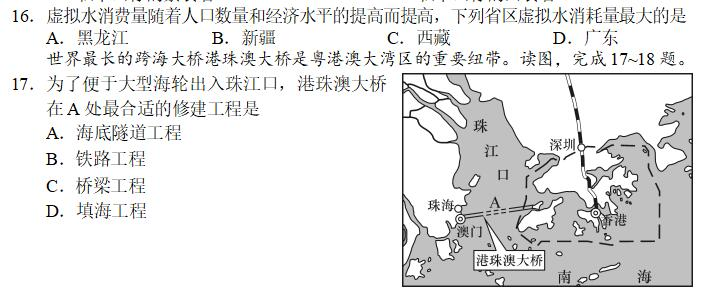 16．虚拟水消费量随着人口数量和经济水平的提高而提高，下列省区虚拟水消耗量最大的是
A．黑龙江 B．新疆 C．西藏 D．广东
世界最长的跨海大桥港珠澳大桥是粤港澳大湾区的重要纽带。读图，完成17~18题。
17．为了便于大型海轮出入珠江口，港珠澳大桥
在A处最合适的修建工程是
A．海底隧道工程
B．铁路工程
C．桥梁工程
D．填海工程
珠
江
口
深圳
珠海
A
香港
澳门
港珠澳大桥
南 海